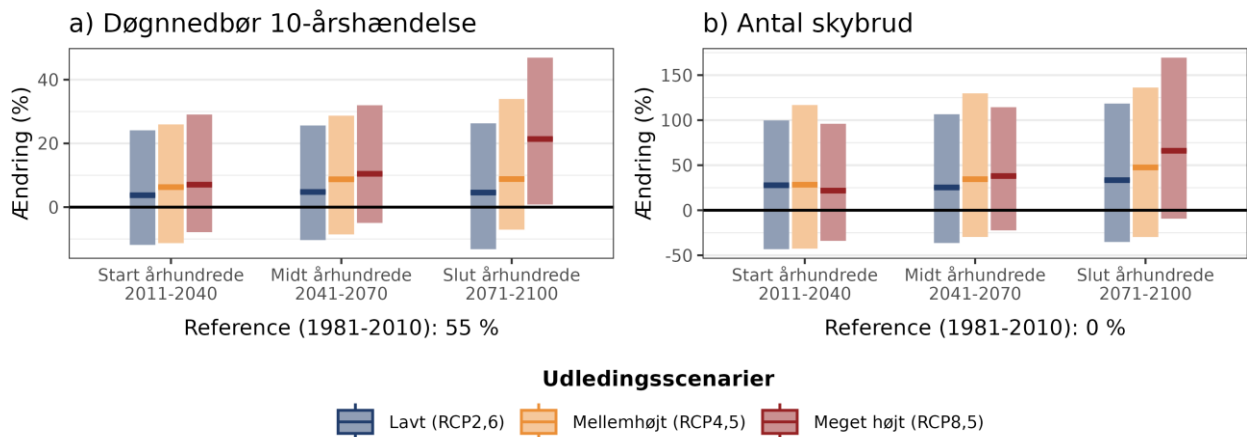 a) Døgnnedbør 10-årshændelse
Ændring (%)
40
20
0
Start århundrede
2011-2040
Midt århundrede
2041-2070
Slut århundrede
2071-2100
Reference (1981-2010): 55 %
b) Antal skybrud
Ændring (%)
150
100
50
0
-50
Start århundrede
2011-2040
Midt århundrede
2041-2070
Slut århundrede
2071-2100
Reference (1981-2010): 0 %
Udledingsscenarier
Lavt (RCP2,6)
Mellemhøjt (RCP4,5)
Meget højt (RCP8,5)